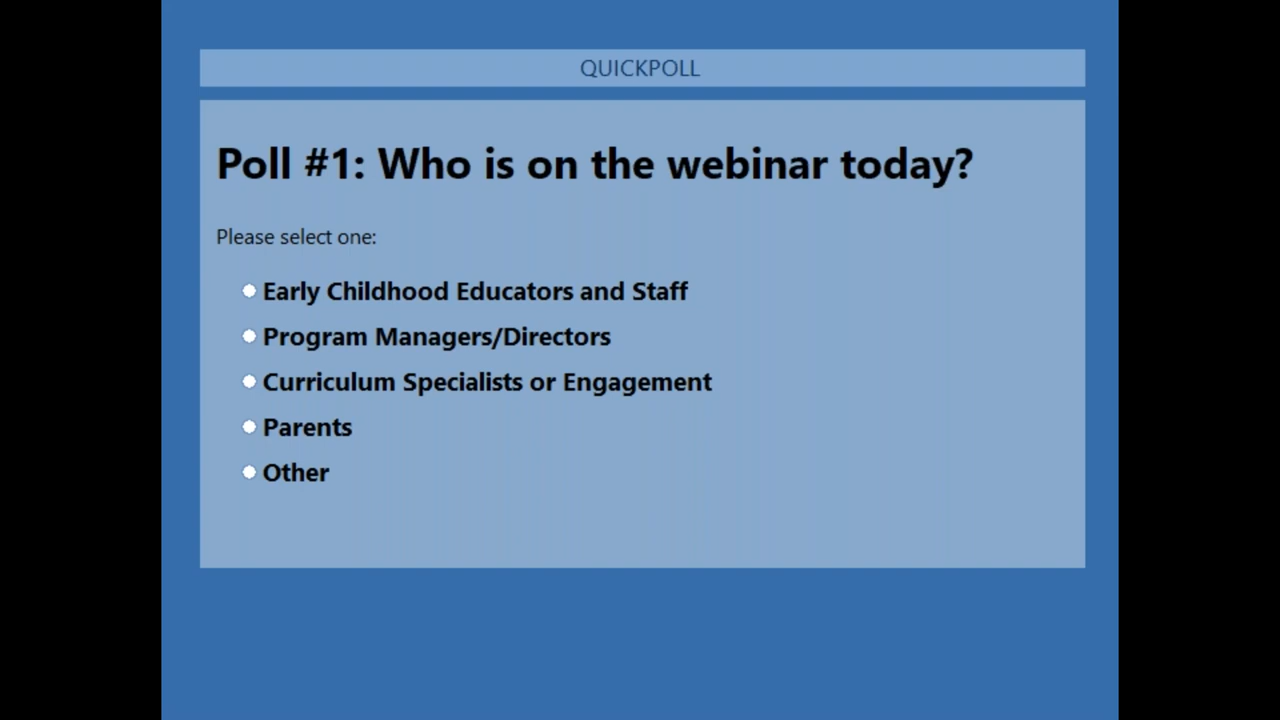 QUICKPOLL
Poll #1: Who is on the webinar today?
Please select one:
Early Childhood Educators and Staff
Program Managers/Directors
Curriculum Specialists or Engagement
Parents
Other